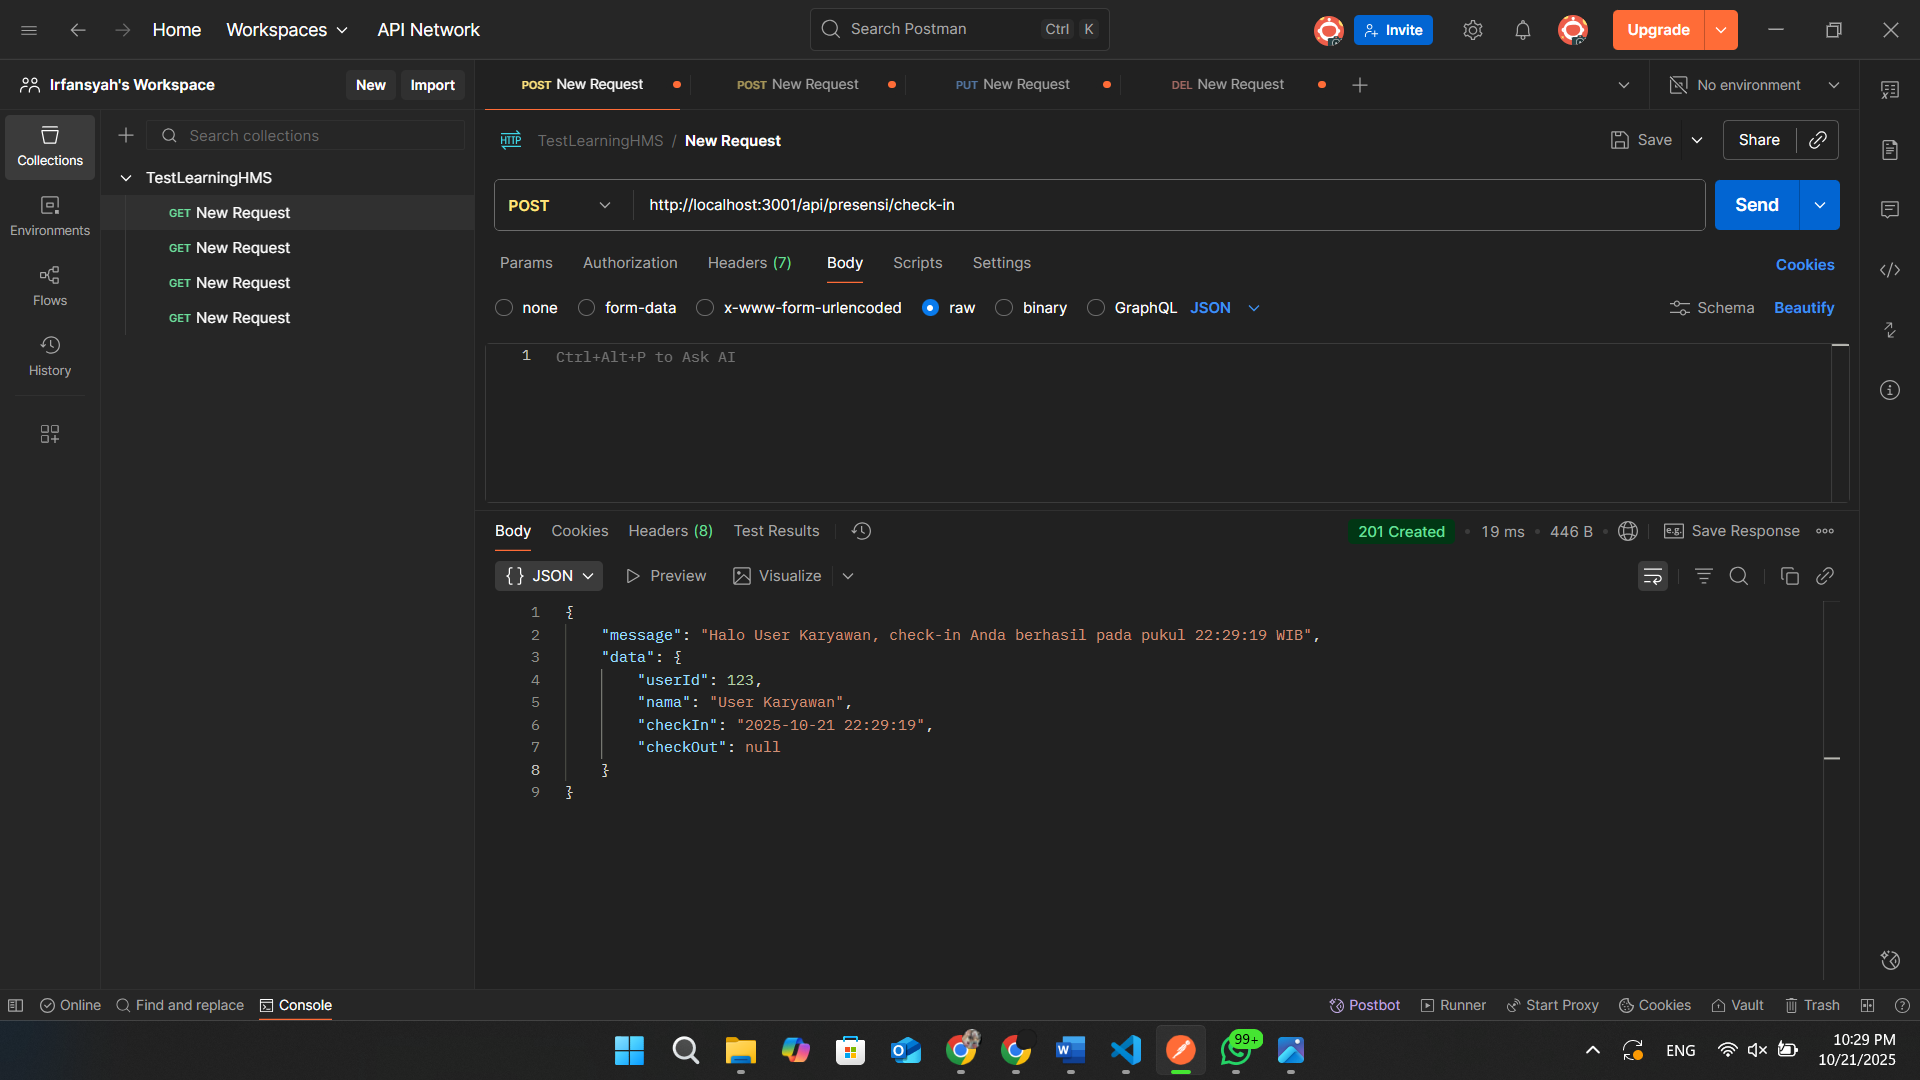 Home Workspaces API Network Search Postman Ctrl K Invite Upgrade
Irfansyah's Workspace New Import POST New Request POST New Request PUT New Request DEL New Request No environment
Collections
Environments
Flows
History
Search collections
TestLearningHMS
GET New Request
GET New Request
GET New Request
GET New Request
HTTP TestLearningHMS / New Request Save Share
POST http://localhost:3001/api/presensi/check-in Send
Params Authorization Headers (7) Body Scripts Settings Cookies
none form-data x-www-form-urlencoded raw binary GraphQL JSON Schema Beautify
1 Ctrl+Alt+P to Ask AI
Body Cookies Headers (8) Test Results 201 Created • 19 ms • 446 B e.g. Save Response
{} JSON Preview Visualize
1 {
2 "message": "Halo User Karyawan, check-in Anda berhasil pada pukul 22:29:19 WIB",
3 "data": {
4 "userId": 123,
5 "nama": "User Karyawan",
6 "checkIn": "2025-10-21 22:29:19",
7 "checkOut": null
8 }
9 }
Online Find and replace Console Postbot Runner Start Proxy Cookies Vault Trash
99+
ENG
10:29 PM
10/21/2025